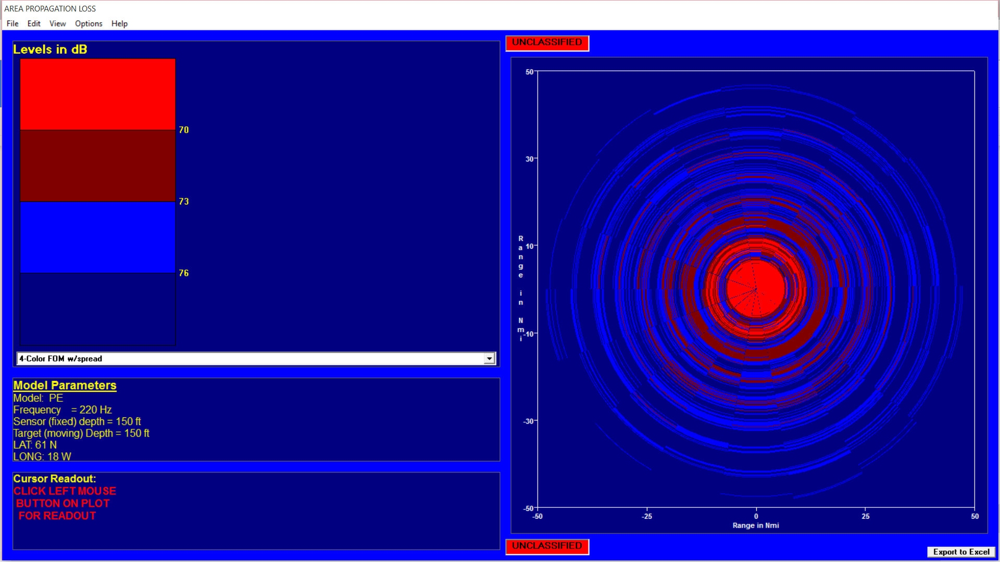 AREA PROPAGATION LOSS
File Edit View Options Help
Levels in dB
70
73
76
4-Color FOM w/spread
Model Parameters
Model: PE
Frequency = 220 Hz
Sensor (fixed) depth = 150 ft
Target (moving) Depth = 150 ft
LAT: 61 N
LONG: 18 W
Cursor Readout:
CLICK LEFT MOUSE
BUTTON ON PLOT
FOR READOUT
UNCLASSIFIED
50
30
10
-10
-30
-50
Range in Nmi
-50 -25 0 25 50
Range in Nmi
UNCLASSIFIED
Export to Excel